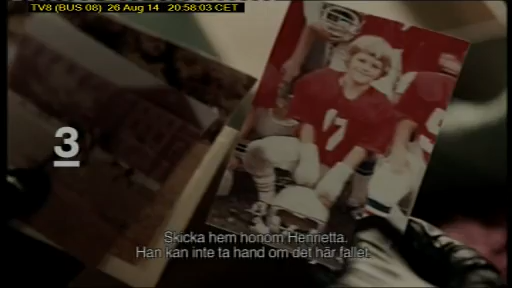 TV8 (BUS 08) 26 Aug 14 20:58:03 CET
3
7
Skicka hem honom Henrietta.
Han kan inte ta hand om det här fallet.